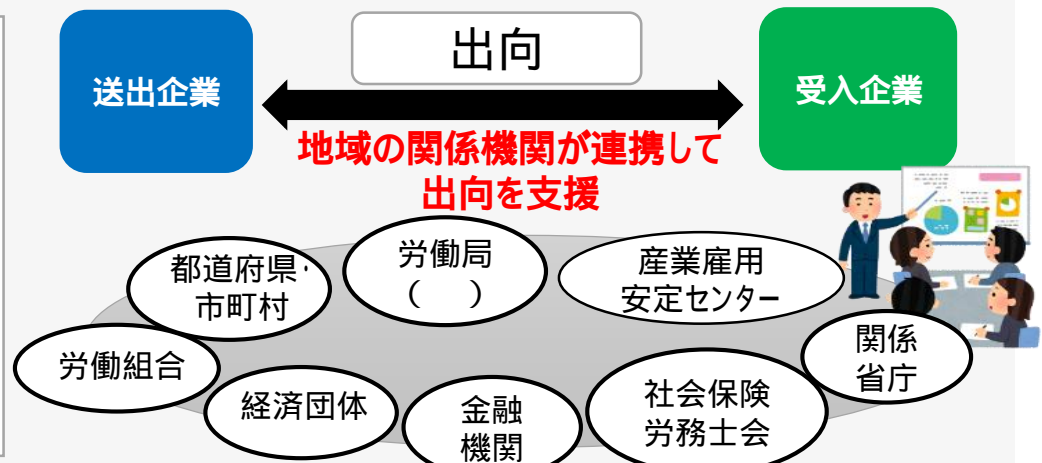 出向
送出企業
受入企業
地域の関係機関が連携して
出向を支援
都道府県・
市町村
労働局
(　)
産業雇用
安定センター
労働組合
経済団体
金融
機関
社会保険
労務士会
関係
省庁